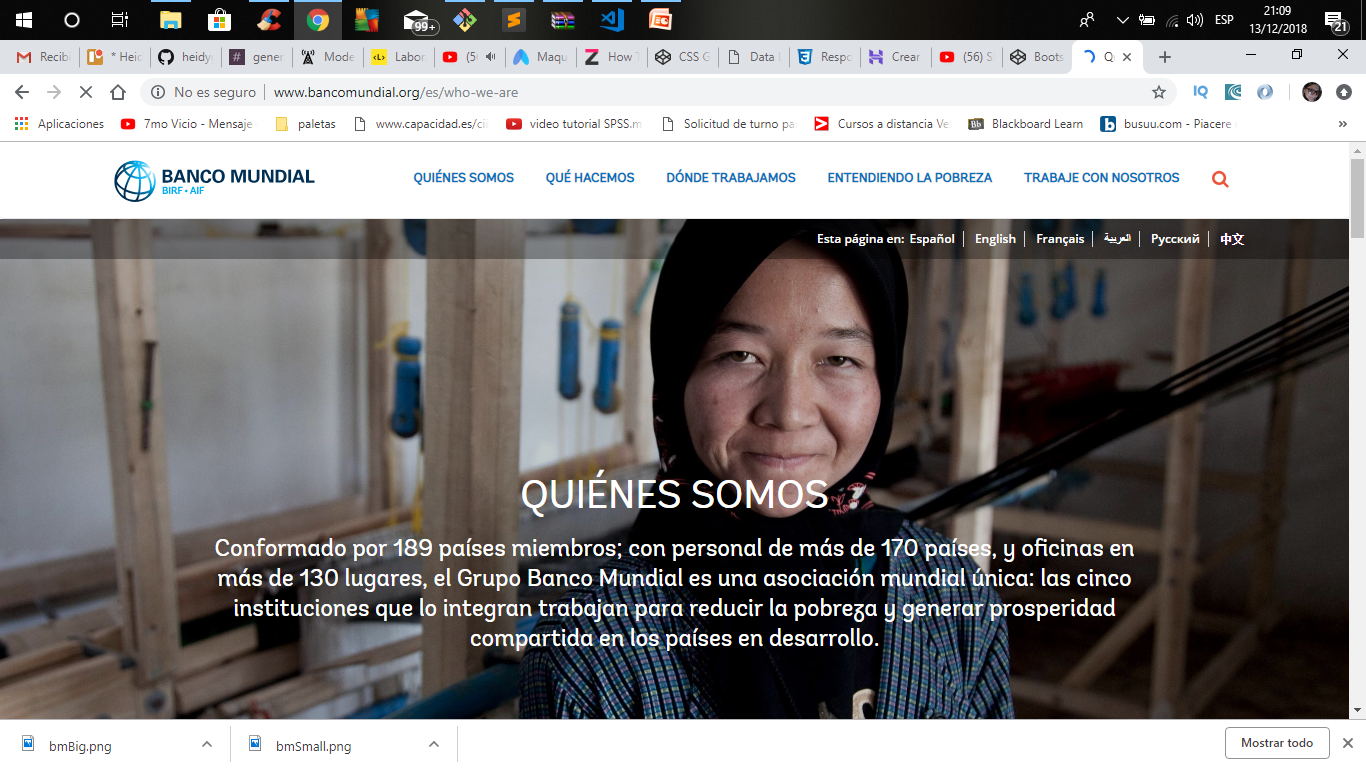 99+
ESP
21:09
13/12/2018
21
Recibi
* Heid
heidy
gener
Mode
Labor
(5
Maqu
How T
CSS G
Data
Respo
Crear
(56) S
Boots
Q
No es seguro | www.bancomundial.org/es/who-we-are
IQ
Aplicaciones
7mo Vicio - Mensaje
paletas
www.capacidad.es/ci
video tutorial SPSS.m
Solicitud de turno pa
Cursos a distancia Ve
Bb Blackboard Learn
busuu.com - Piacere
»
BANCO MUNDIAL
BIRF • AIF
QUIÉNES SOMOS
QUÉ HACEMOS
DÓNDE TRABAJAMOS
ENTENDIENDO LA POBREZA
TRABAJE CON NOSOTROS
Esta página en: Español | English | Français | العربية | Русский | 中文
QUIÉNES SOMOS
Conformado por 189 países miembros; con personal de más de 170 países, y oficinas en
más de 130 lugares, el Grupo Banco Mundial es una asociación mundial única: las cinco
instituciones que lo integran trabajan para reducir la pobreza y generar prosperidad
compartida en los países en desarrollo.
bmBig.png
bmSmall.png
Mostrar todo